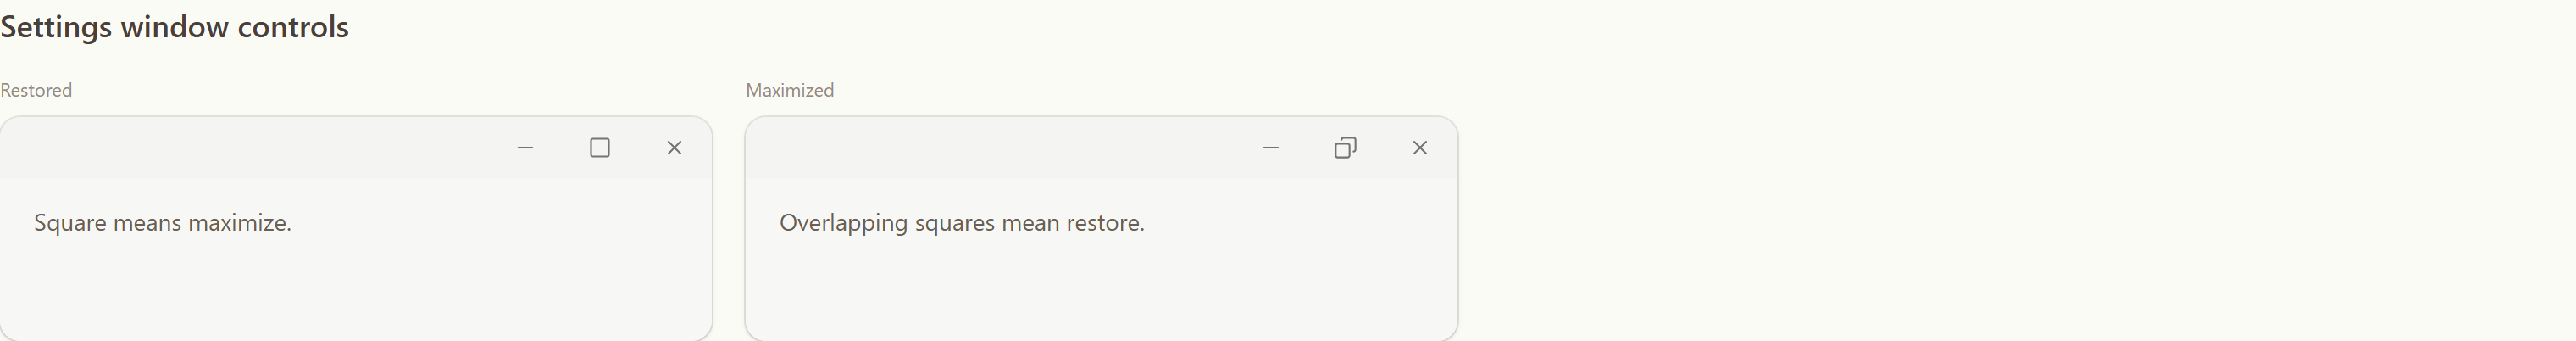 Settings window controls
Restored
Maximized
Square means maximize.
Overlapping squares mean restore.